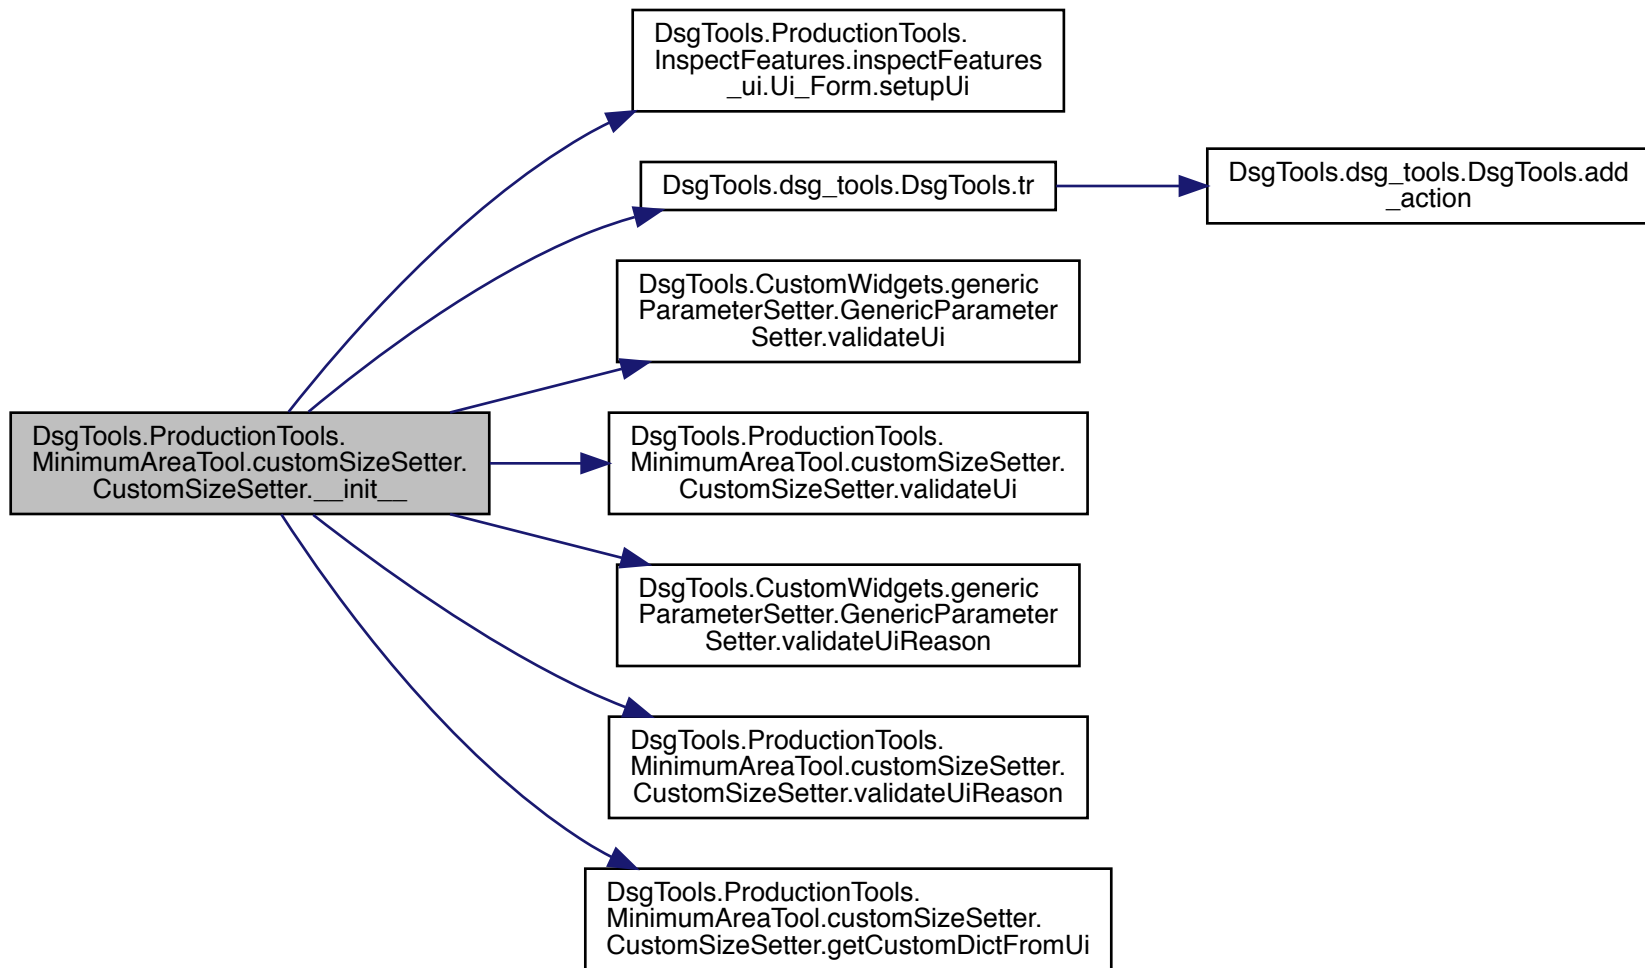 DsgTools.ProductionTools.
InspectFeatures.inspectFeatures
_ui.Ui_Form.setupUi
DsgTools.dsg_tools.DsgTools.tr
DsgTools.dsg_tools.DsgTools.add
_action
DsgTools.CustomWidgets.generic
ParameterSetter.GenericParameter
Setter.validateUi
DsgTools.ProductionTools.
MinimumAreaTool.customSizeSetter.
CustomSizeSetter.__init__
DsgTools.ProductionTools.
MinimumAreaTool.customSizeSetter.
CustomSizeSetter.validateUi
DsgTools.CustomWidgets.generic
ParameterSetter.GenericParameter
Setter.validateUiReason
DsgTools.ProductionTools.
MinimumAreaTool.customSizeSetter.
CustomSizeSetter.validateUiReason
DsgTools.ProductionTools.
MinimumAreaTool.customSizeSetter.
CustomSizeSetter.getCustomDictFromUi